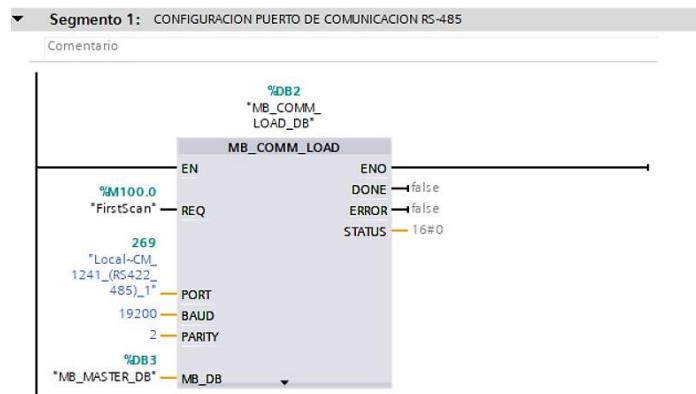 Segmento 1: CONFIGURACION PUERTO DE COMUNICACION RS-485
Comentario
%DB2
"MB_COMM_
LOAD_DB"
MB_COMM_LOAD
EN ENO
DONE false
%M100.0
"FirstScan" REQ ERROR false
STATUS 16#0
269
"Local~CM_
1241_(RS422_
485)_1" PORT
19200 BAUD
2 PARITY
%DB3
"MB_MASTER_DB" MB_DB